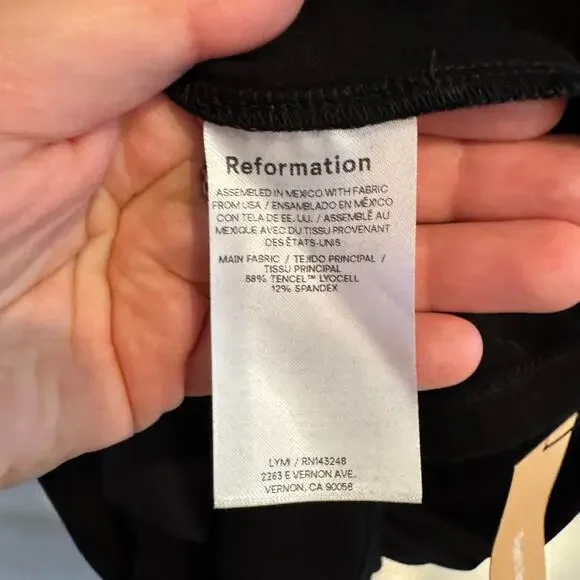 Reformation
ASSEMBLED IN MEXICO WITH FABRIC
FROM USA / ENSAMBLADO EN MÉXICO
CON TELA DE EE. UU. / ASSEMBLÉ AU
MEXIQUE AVEC DU TISSU PROVENANT
DES ÉTATS-UNIS
MAIN FABRIC / TEJIDO PRINCIPAL /
TISSU PRINCIPAL
88% TENCEL™ LYOCELL
12% SPANDEX
LYMI / RN143248
2263 E VERNON AVE.
VERNON, CA 90058